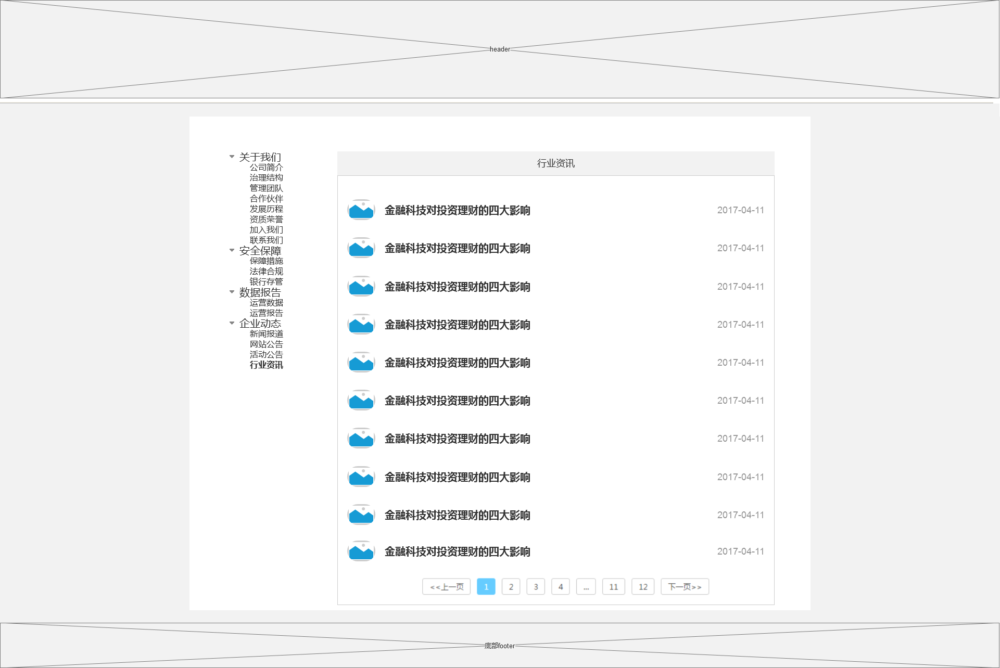 header
关于我们
公司简介
治理结构
管理团队
合作伙伴
发展历程
资质荣誉
加入我们
联系我们
安全保障
保障措施
法律合规
银行存管
数据报告
运营数据
运营报告
企业动态
新闻报道
网站公告
活动公告
行业资讯
行业资讯
金融科技对投资理财的四大影响 2017-04-11
金融科技对投资理财的四大影响 2017-04-11
金融科技对投资理财的四大影响 2017-04-11
金融科技对投资理财的四大影响 2017-04-11
金融科技对投资理财的四大影响 2017-04-11
金融科技对投资理财的四大影响 2017-04-11
金融科技对投资理财的四大影响 2017-04-11
金融科技对投资理财的四大影响 2017-04-11
金融科技对投资理财的四大影响 2017-04-11
金融科技对投资理财的四大影响 2017-04-11
<<上一页 1 2 3 4 ... 11 12 下一页>>
底部footer